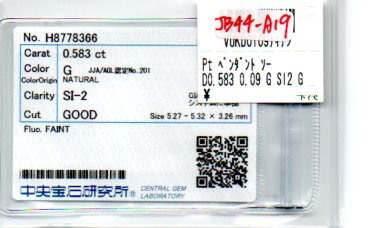 JB44-A19
No. H8778366
Pt ペンダント ソー
Carat 0.583 ct
D0.583 0.09 G SI2 G
Color G JJA/AGL認定No.201
¥
ColorOrigin NATURAL
Clarity SI-2
Cut GOOD Size 5.27 - 5.32 × 3.26 mm
Fluo. FAINT
中央宝石研究所® CENTRAL GEM
LABORATORY